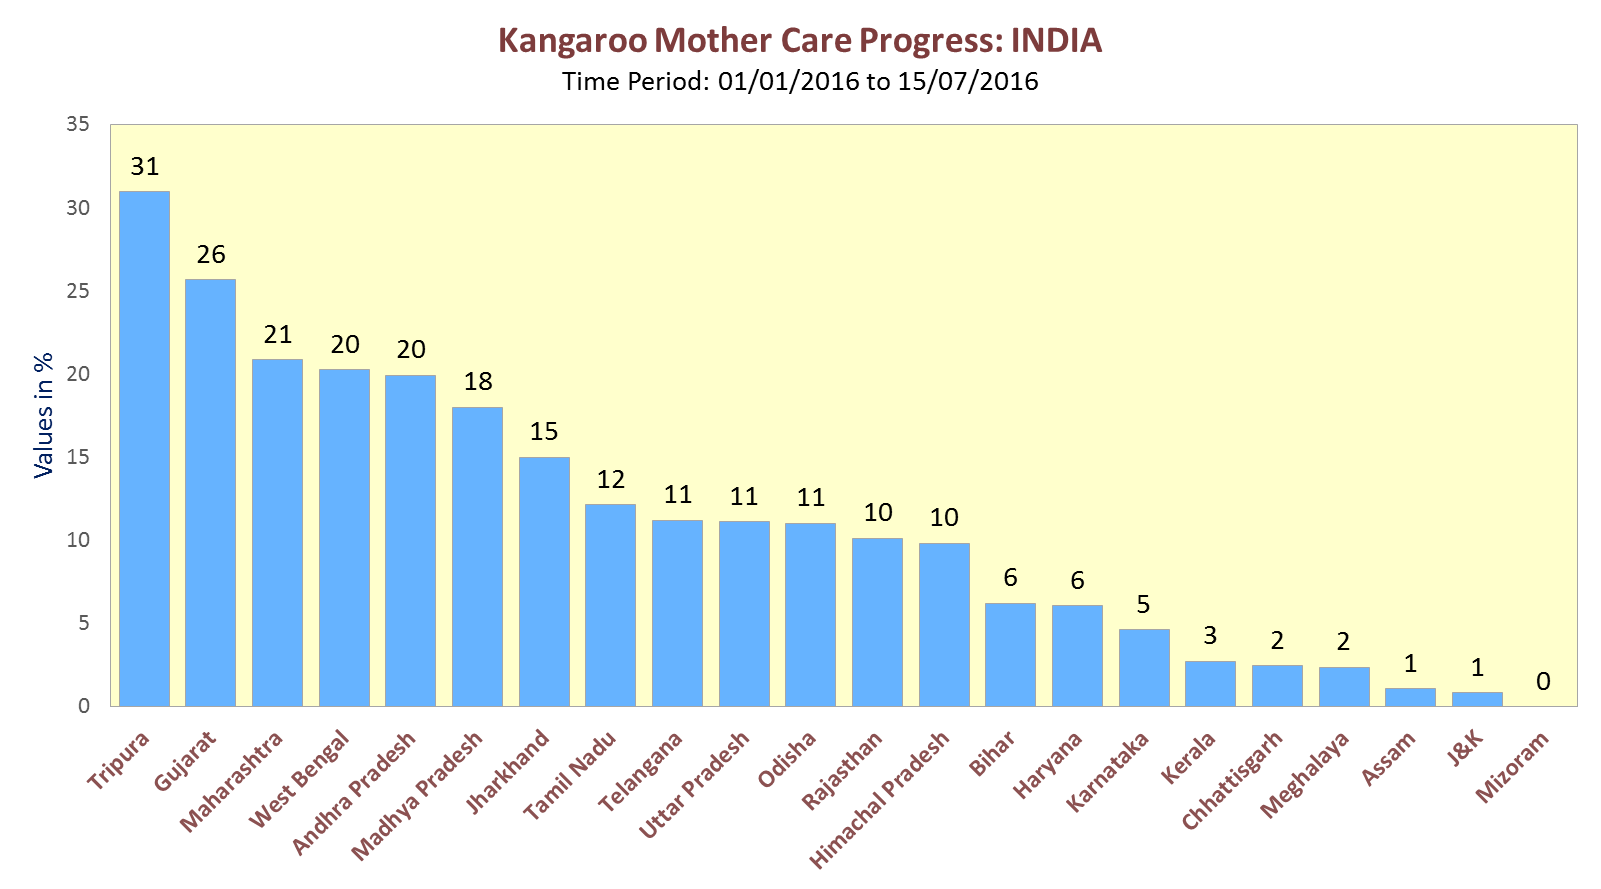 Kangaroo Mother Care Progress: INDIA
Time Period: 01/01/2016 to 15/07/2016
Values in %
35
30
25
20
15
10
5
0
31
26
21
20
20
18
15
12
11
11
11
10
10
6
6
5
3
2
2
1
1
0
Tripura
Gujarat
Maharashtra
West Bengal
Andhra Pradesh
Madhya Pradesh
Jharkhand
Tamil Nadu
Telangana
Uttar Pradesh
Odisha
Rajasthan
Himachal Pradesh
Bihar
Haryana
Karnataka
Kerala
Chhattisgarh
Meghalaya
Assam
J&K
Mizoram